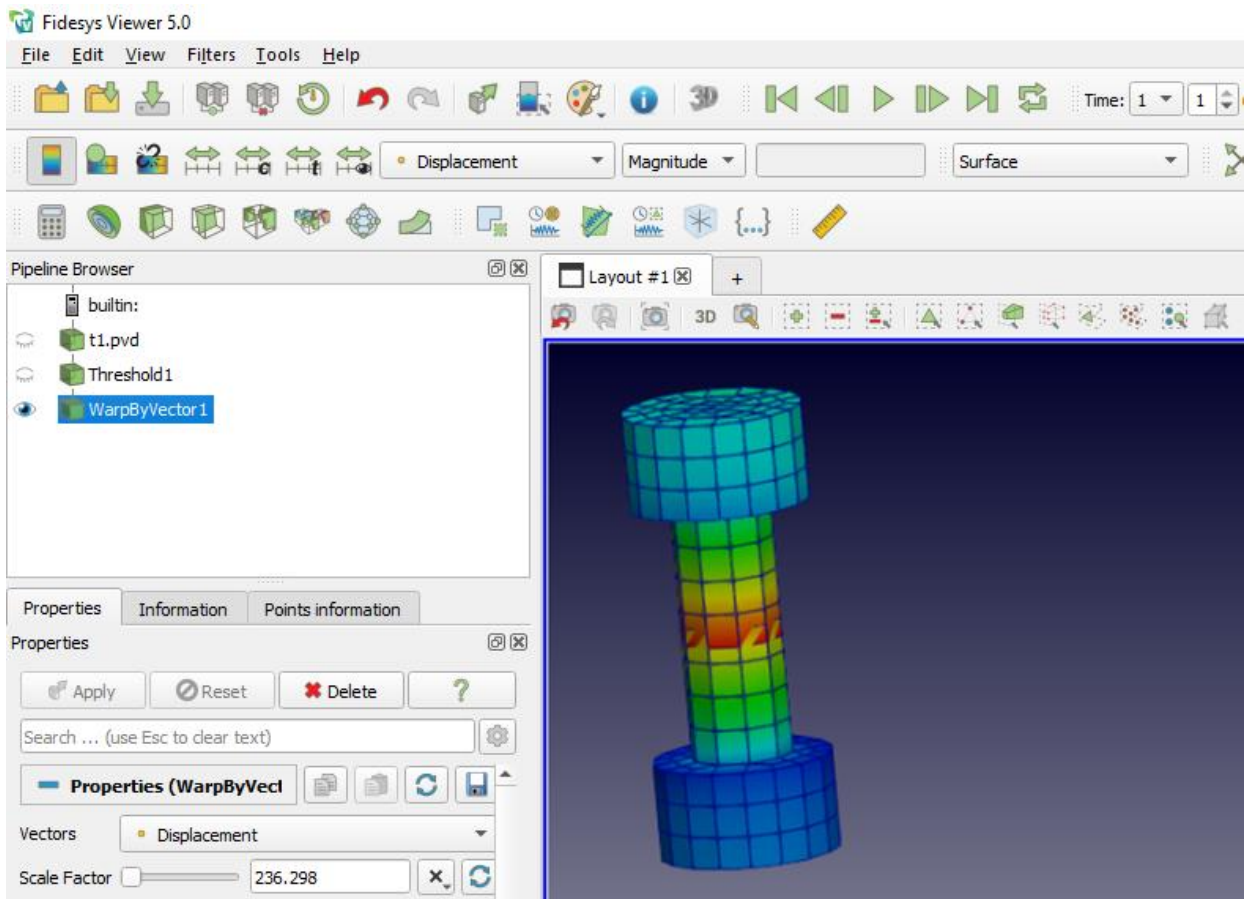 Fidesys Viewer 5.0
File Edit View Filters Tools Help
3D Time: 1 1
Displacement Magnitude Surface
{...}
Pipeline Browser
Layout #1 +
builtin:
3D
t1.pvd
Threshold1
WarpByVector1
Properties Information Points information
Properties
Apply Reset Delete ?
Search ... (use Esc to clear text)
Properties (WarpByVect
Vectors Displacement
Scale Factor 236.298